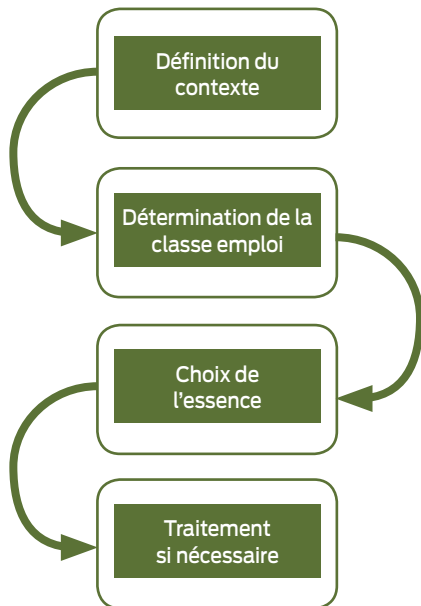 Définition du
contexte
Détermination de la
classe emploi
Choix de
l'essence
Traitement
si nécessaire